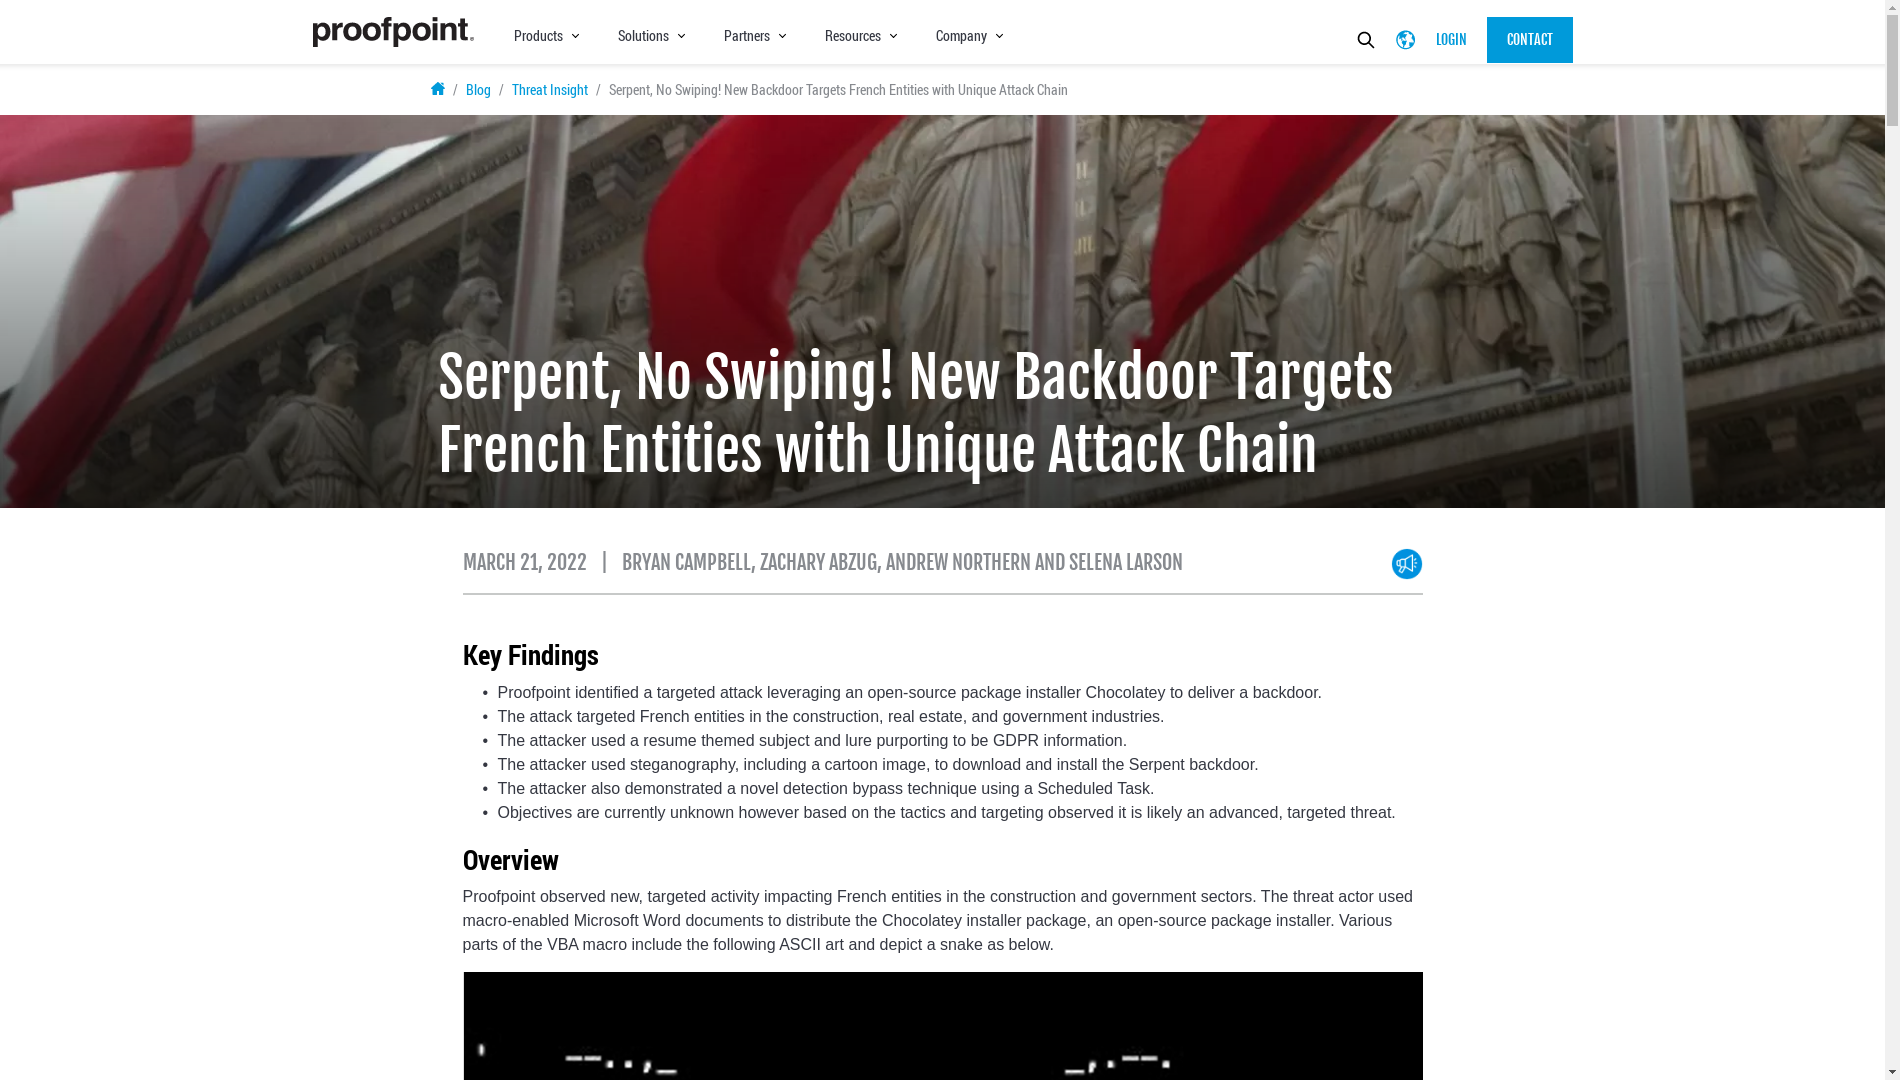 proofpoint.
Products
Solutions
Partners
Resources
Company
LOGIN
CONTACT
/ Blog / Threat Insight / Serpent, No Swiping! New Backdoor Targets French Entities with Unique Attack Chain
Serpent, No Swiping! New Backdoor Targets
French Entities with Unique Attack Chain
MARCH 21, 2022 | BRYAN CAMPBELL, ZACHARY ABZUG, ANDREW NORTHERN AND SELENA LARSON
Key Findings
• Proofpoint identified a targeted attack leveraging an open-source package installer Chocolatey to deliver a backdoor.
• The attack targeted French entities in the construction, real estate, and government industries.
• The attacker used a resume themed subject and lure purporting to be GDPR information.
• The attacker used steganography, including a cartoon image, to download and install the Serpent backdoor.
• The attacker also demonstrated a novel detection bypass technique using a Scheduled Task.
• Objectives are currently unknown however based on the tactics and targeting observed it is likely an advanced, targeted threat.
Overview
Proofpoint observed new, targeted activity impacting French entities in the construction and government sectors. The threat actor used
macro-enabled Microsoft Word documents to distribute the Chocolatey installer package, an open-source package installer. Various
parts of the VBA macro include the following ASCII art and depict a snake as below.
' --..,_ _,.--.